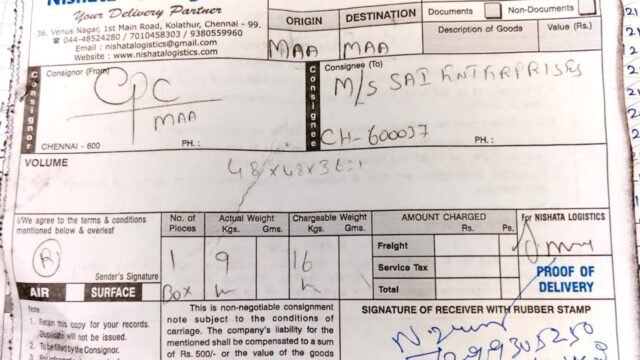 Your Delivery Partner
36, Venus Nagar, 1st Main Road, Kolathur, Chennai - 99.
044-48524280 / 7010458303 / 9380559960
Email : nishatalogistics@gmail.com
Website : www.nishatalogistics.com
ORIGIN DESTINATION
MAA MAA
Documents Non-Documents
Description of Goods Value (Rs.)
Consignor
Consignor (From)
CPC
MAA
CHENNAI - 600 PH. :
Consignee
Consignee (To)
M/S SAI ENTERPRISES
CH-600037
PH. :
VOLUME
48x48x36
I/We agree to the terms & conditions
mentioned below & overleaf
Sender's Signature
AIR SURFACE
No. of Pieces Actual Weight Kgs. Gms. Chargeable Weight Kgs. Gms.
1 9 16
Box
AMOUNT CHARGED
Rs. Ps.
Freight
Service Tax
Total
For NISHATA LOGISTICS
PROOF OF
DELIVERY
Note :
1. Retain this copy for your records.
Duplicate will not be issued.
2. To be filled by the Consignor.
This is non-negotiable consignment
note subject to the conditions of
carriage. The company's liability for
the mentioned shall be compensated to a sum
of Rs. 500/- or the value of the goods
SIGNATURE OF RECEIVER WITH RUBBER STAMP